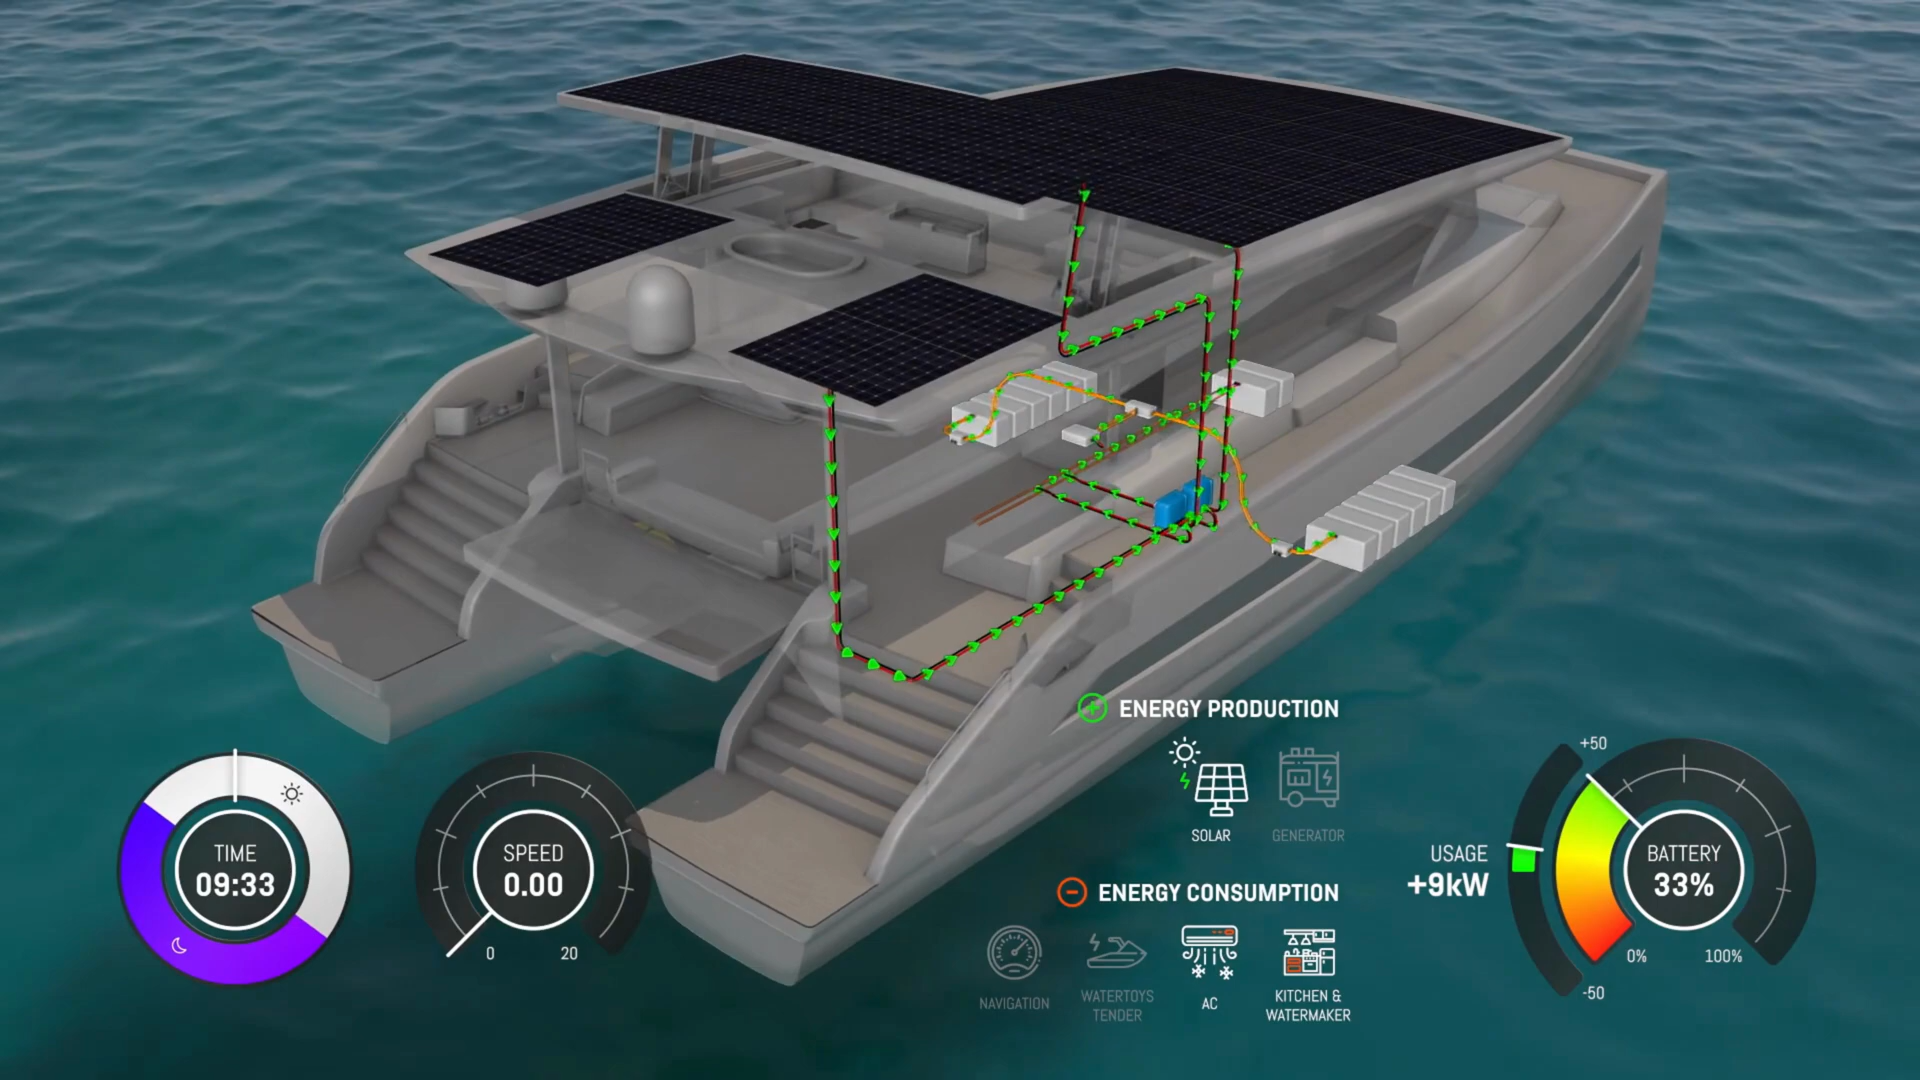 ENERGY PRODUCTION
SOLAR
GENERATOR
ENERGY CONSUMPTION
NAVIGATION
WATERTOYS
TENDER
AC
KITCHEN &
WATERMAKER
TIME
09:33
SPEED
0.00
0
20
USAGE
+9kW
+50
-50
BATTERY
33%
0%
100%